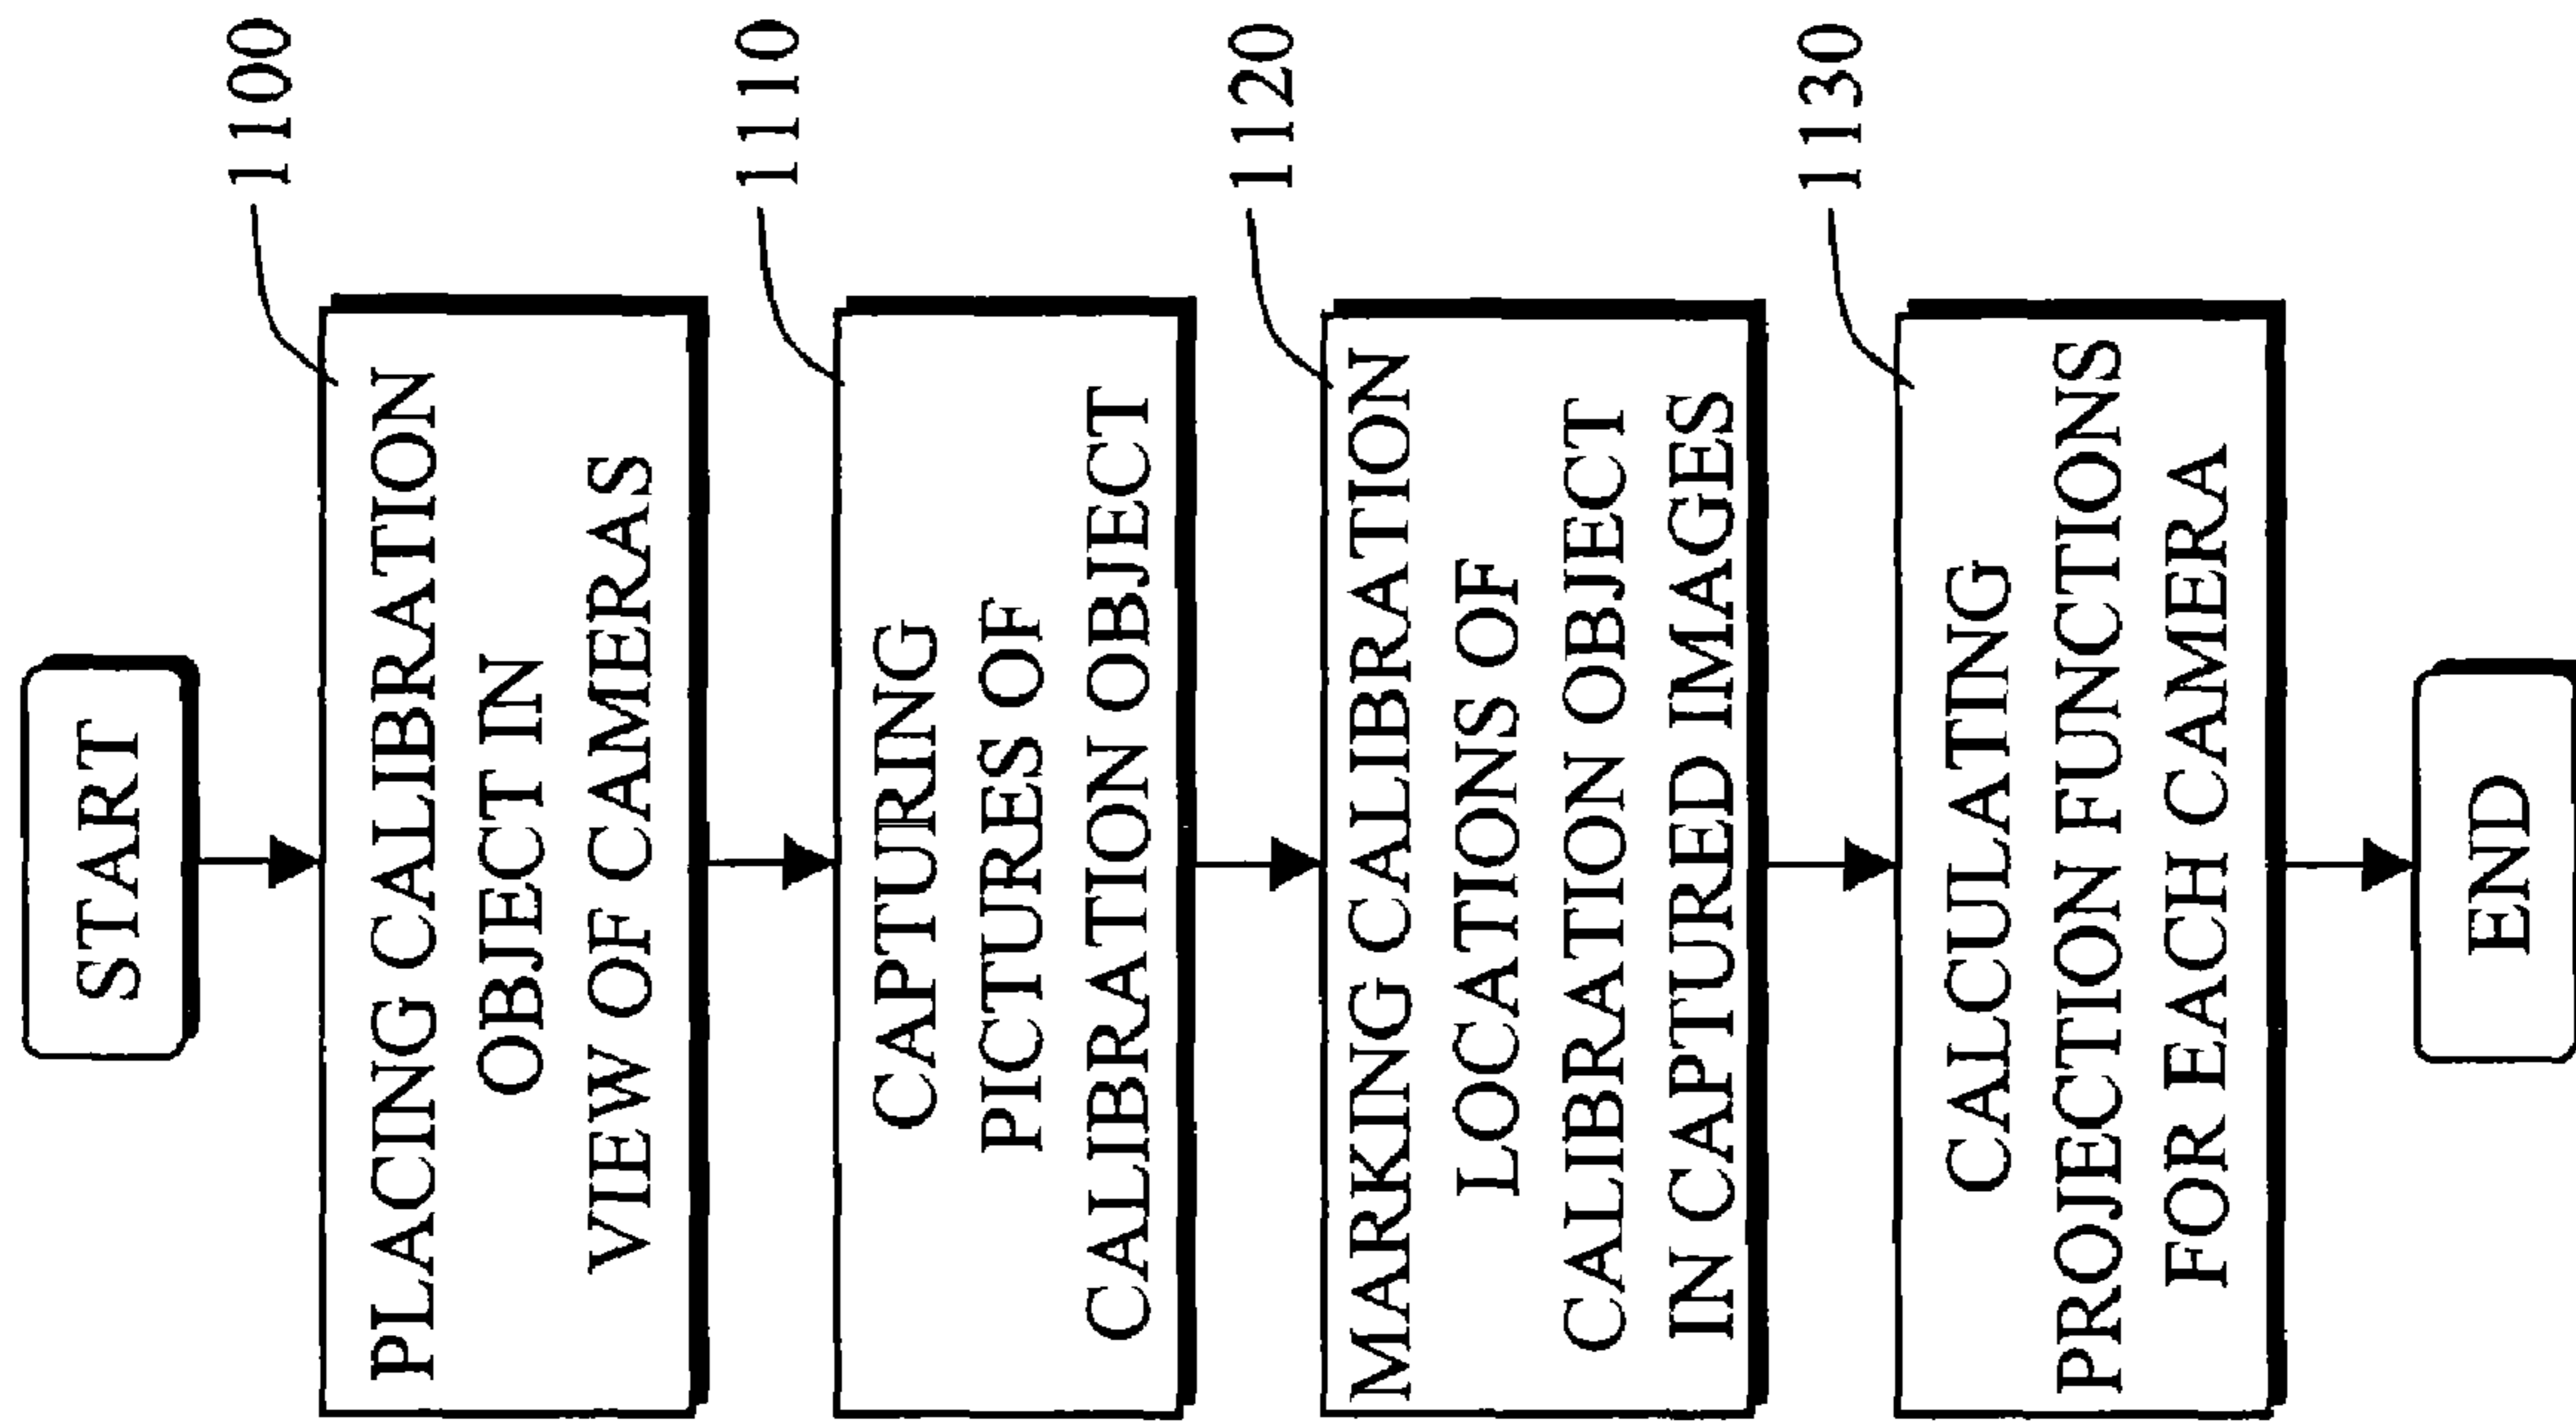 START
1100
PLACING CALIBRATION
OBJECT IN
VIEW OF CAMERAS
1110
CAPTURING
PICTURES OF
CALIBRATION OBJECT
1120
MARKING CALIBRATION
LOCATIONS OF
CALIBRATION OBJECT
IN CAPTURED IMAGES
1130
CALCULATING
PROJECTION FUNCTIONS
FOR EACH CAMERA
END